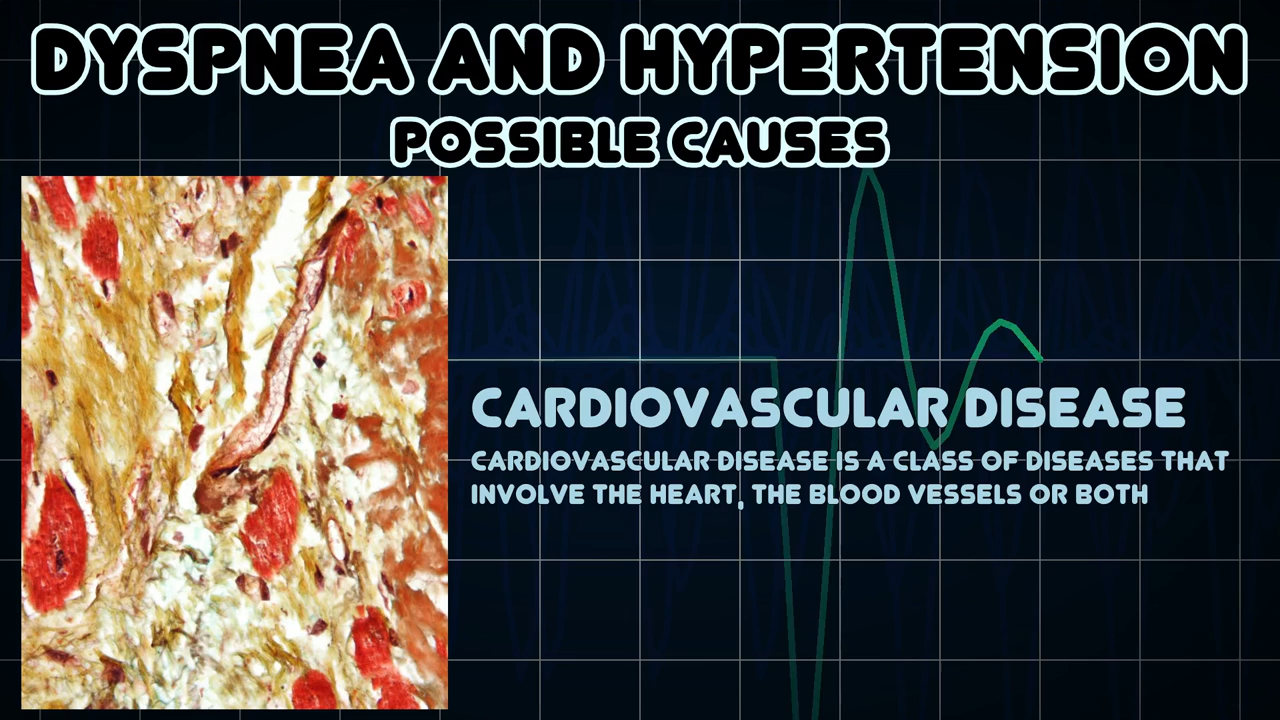 DYSPNEA AND HYPERTENSION
POSSIBLE CAUSES
CARDIOVASCULAR DISEASE
CARDIOVASCULAR DISEASE IS A CLASS OF DISEASES THAT
INVOLVE THE HEART, THE BLOOD VESSELS OR BOTH